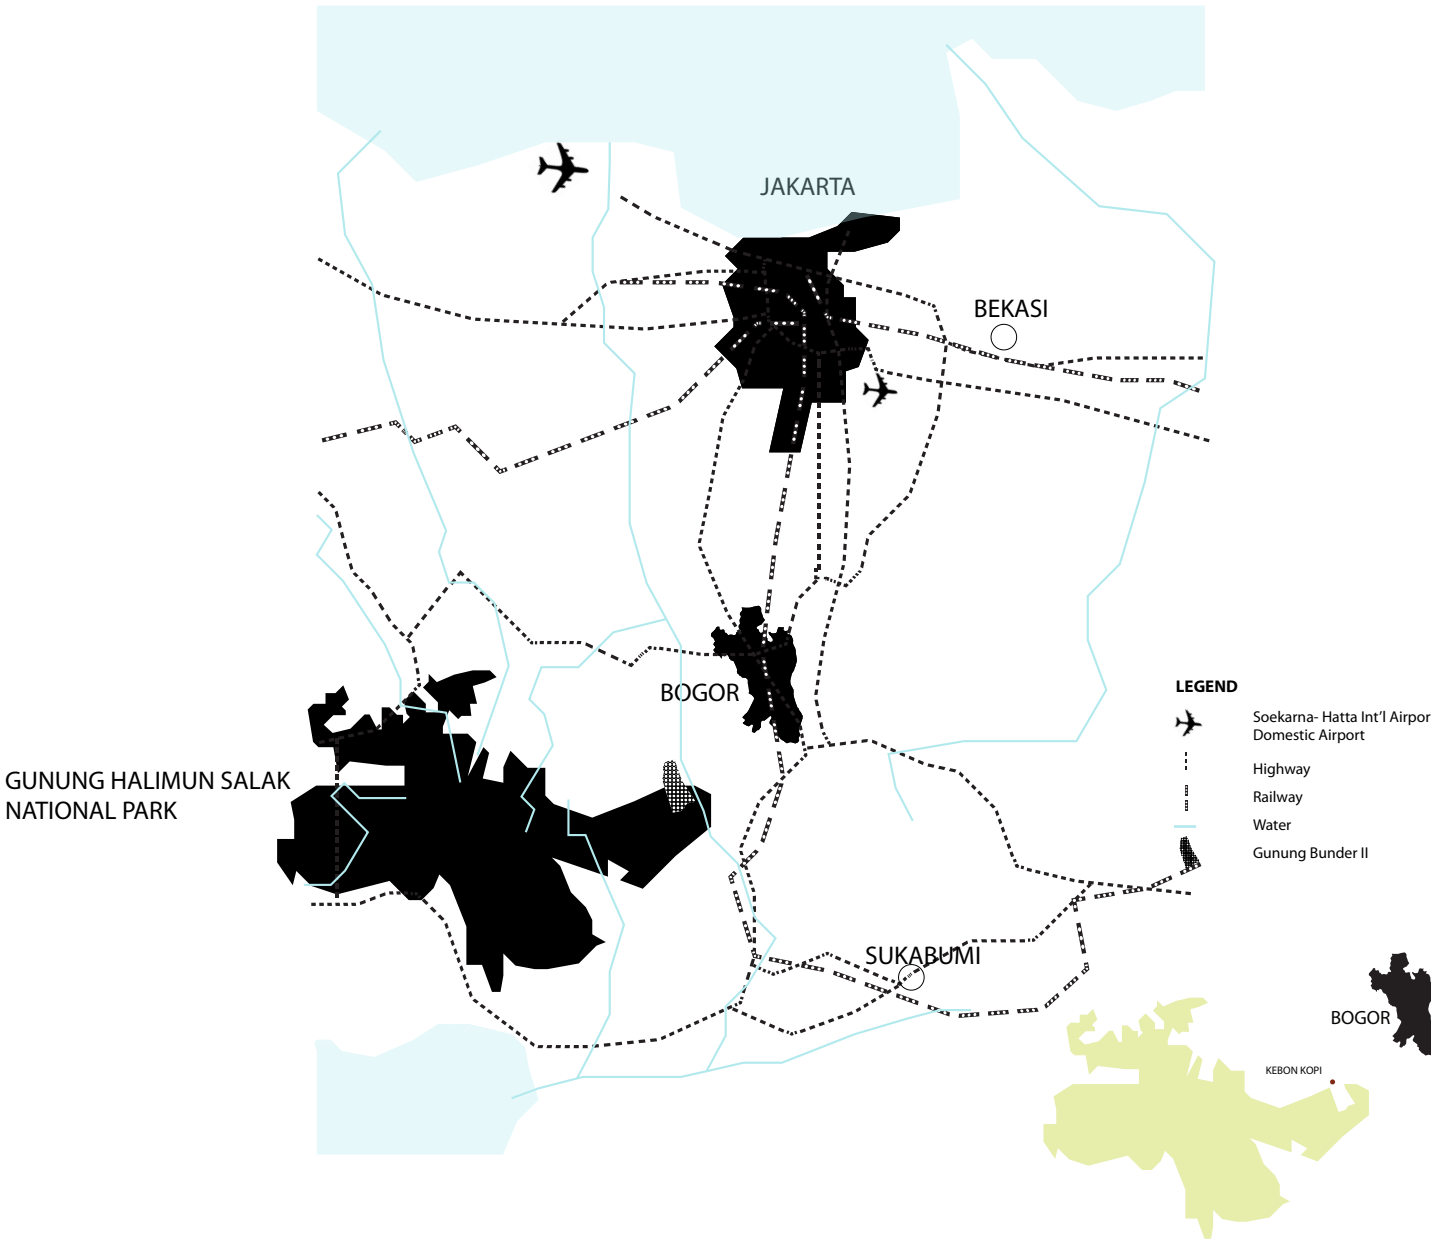 JAKARTA
BEKASI
BOGOR
GUNUNG HALIMUN SALAK
NATIONAL PARK
SUKABUMI
LEGEND
Soekarna- Hatta Int'l Airpor
Domestic Airport
Highway
Railway
Water
Gunung Bunder II
BOGOR
KEBON KOPI